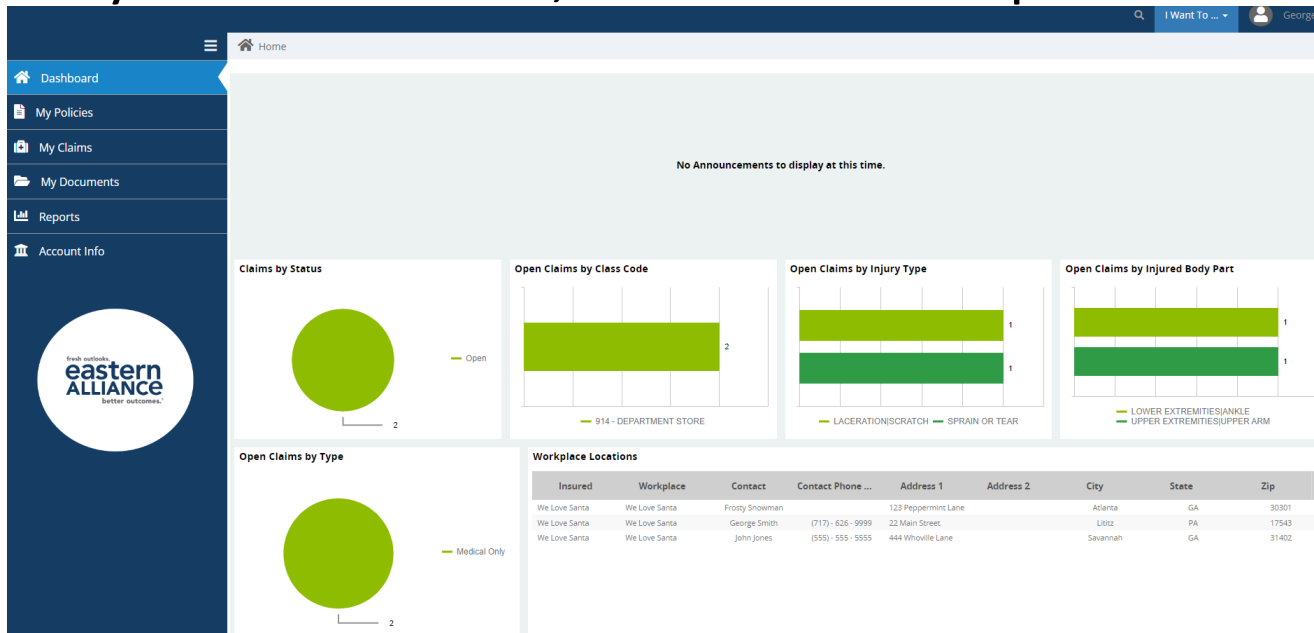 I Want To ...
George
Home
Dashboard
My Policies
My Claims
My Documents
Reports
Account Info
fresh outlooks.
eastern
ALLIANCE
better outcomes.
No Announcements to display at this time.
Claims by Status
Open
2
Open Claims by Class Code
2
914 - DEPARTMENT STORE
Open Claims by Injury Type
1
1
LACERATION|SCRATCH SPRAIN OR TEAR
Open Claims by Injured Body Part
1
1
LOWER EXTREMITIES|ANKLE
UPPER EXTREMITIES|UPPER ARM
Open Claims by Type
Medical Only
2
Workplace Locations
Insured Workplace Contact Contact Phone ... Address 1 Address 2 City State Zip
We Love Santa We Love Santa Frosty Snowman 123 Peppermint Lane Atlanta GA 30301
We Love Santa We Love Santa George Smith (717) - 626 - 9999 22 Main Street Lititz PA 17543
We Love Santa We Love Santa John Jones (555) - 555 - 5555 444 Whoville Lane Savannah GA 31402